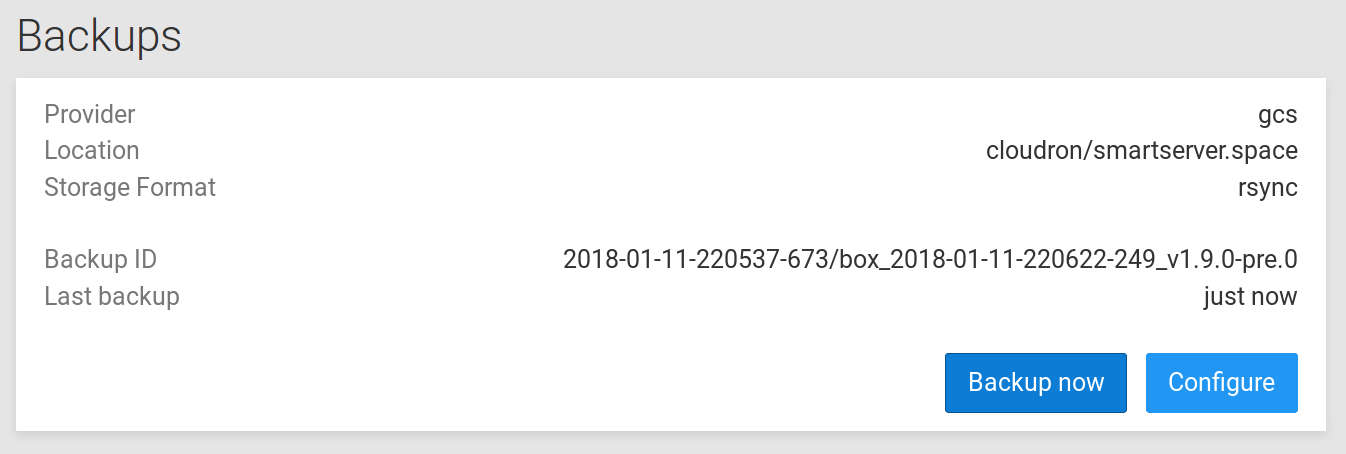 Backups
Provider gcs
Location cloudron/smartserver.space
Storage Format rsync
Backup ID 2018-01-11-220537-673/box_2018-01-11-220622-249_v1.9.0-pre.0
Last backup just now
Backup now Configure